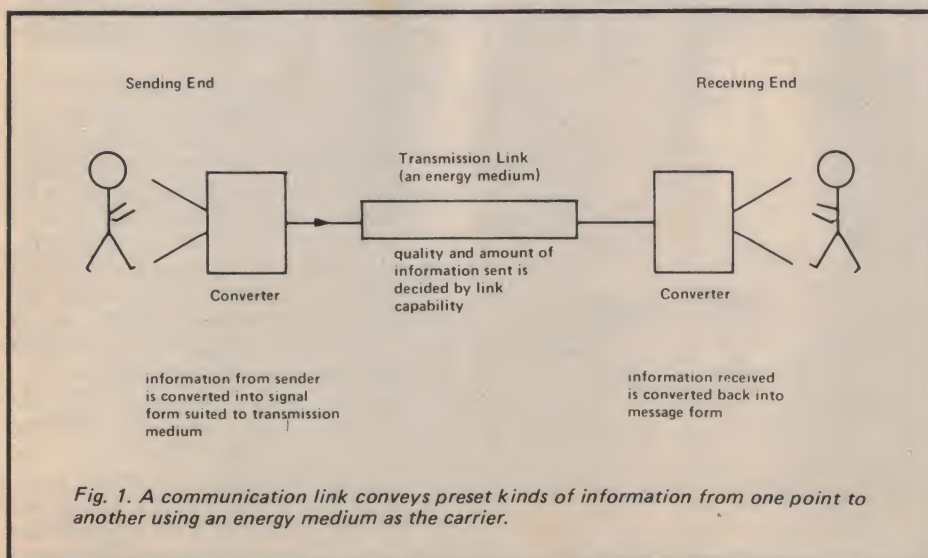 Sending End
Receiving End
Transmission Link
(an energy medium)
quality and amount of
information sent is
decided by link
capability
Converter
Converter
information from sender
is converted into signal
form suited to transmission
medium
information received
is converted back into
message form
Fig. 1. A communication link conveys preset kinds of information from one point to
another using an energy medium as the carrier.